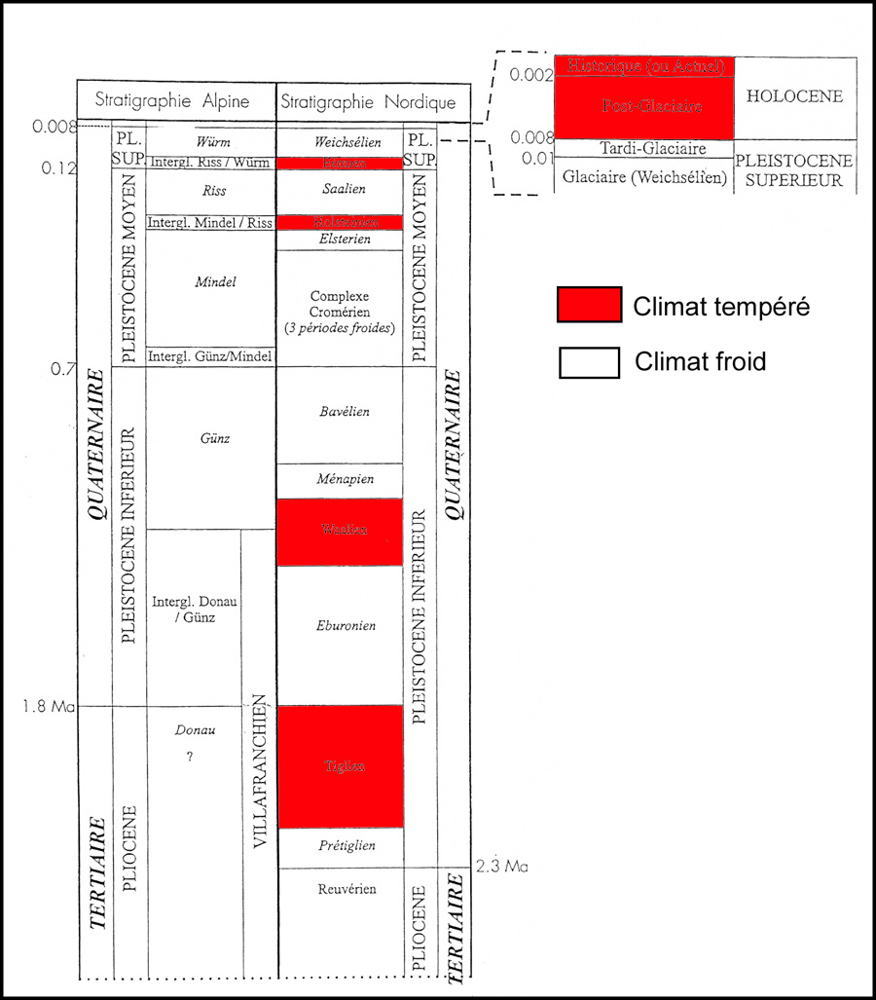 Stratigraphie Alpine
Stratigraphie Nordique
0.008
0.12
0.7
1.8 Ma
2.3 Ma
QUATERNAIRE
TERTIAIRE
PL.
SUP.
PLEISTOCENE MOYEN
PLEISTOCENE INFERIEUR
PLIOCENE
Würm
Intergl. Riss / Würm
Riss
Intergl. Mindel / Riss
Mindel
Intergl. Günz/Mindel
Günz
Intergl. Donau
/ Günz
Donau
?
VILLAFRANCHIEN
Weichsélien
Saalien
Elsterien
Complexe
Cromérien
(3 périodes froides)
Bavélien
Ménapien
Waalien
Eburonien
Tiglien
Prétiglien
Reuvérien
PL.
SUP.
PLEISTOCENE MOYEN
PLEISTOCENE INFERIEUR
PLIOCENE
QUATERNAIRE
TERTIAIRE
0.002
0.008
0.01
Historique (ou Actuel)
Post-Glaciaire
Tardi-Glaciaire
Glaciaire (Weichsélien)
HOLOCENE
PLEISTOCENE
SUPERIEUR
Climat tempéré
Climat froid